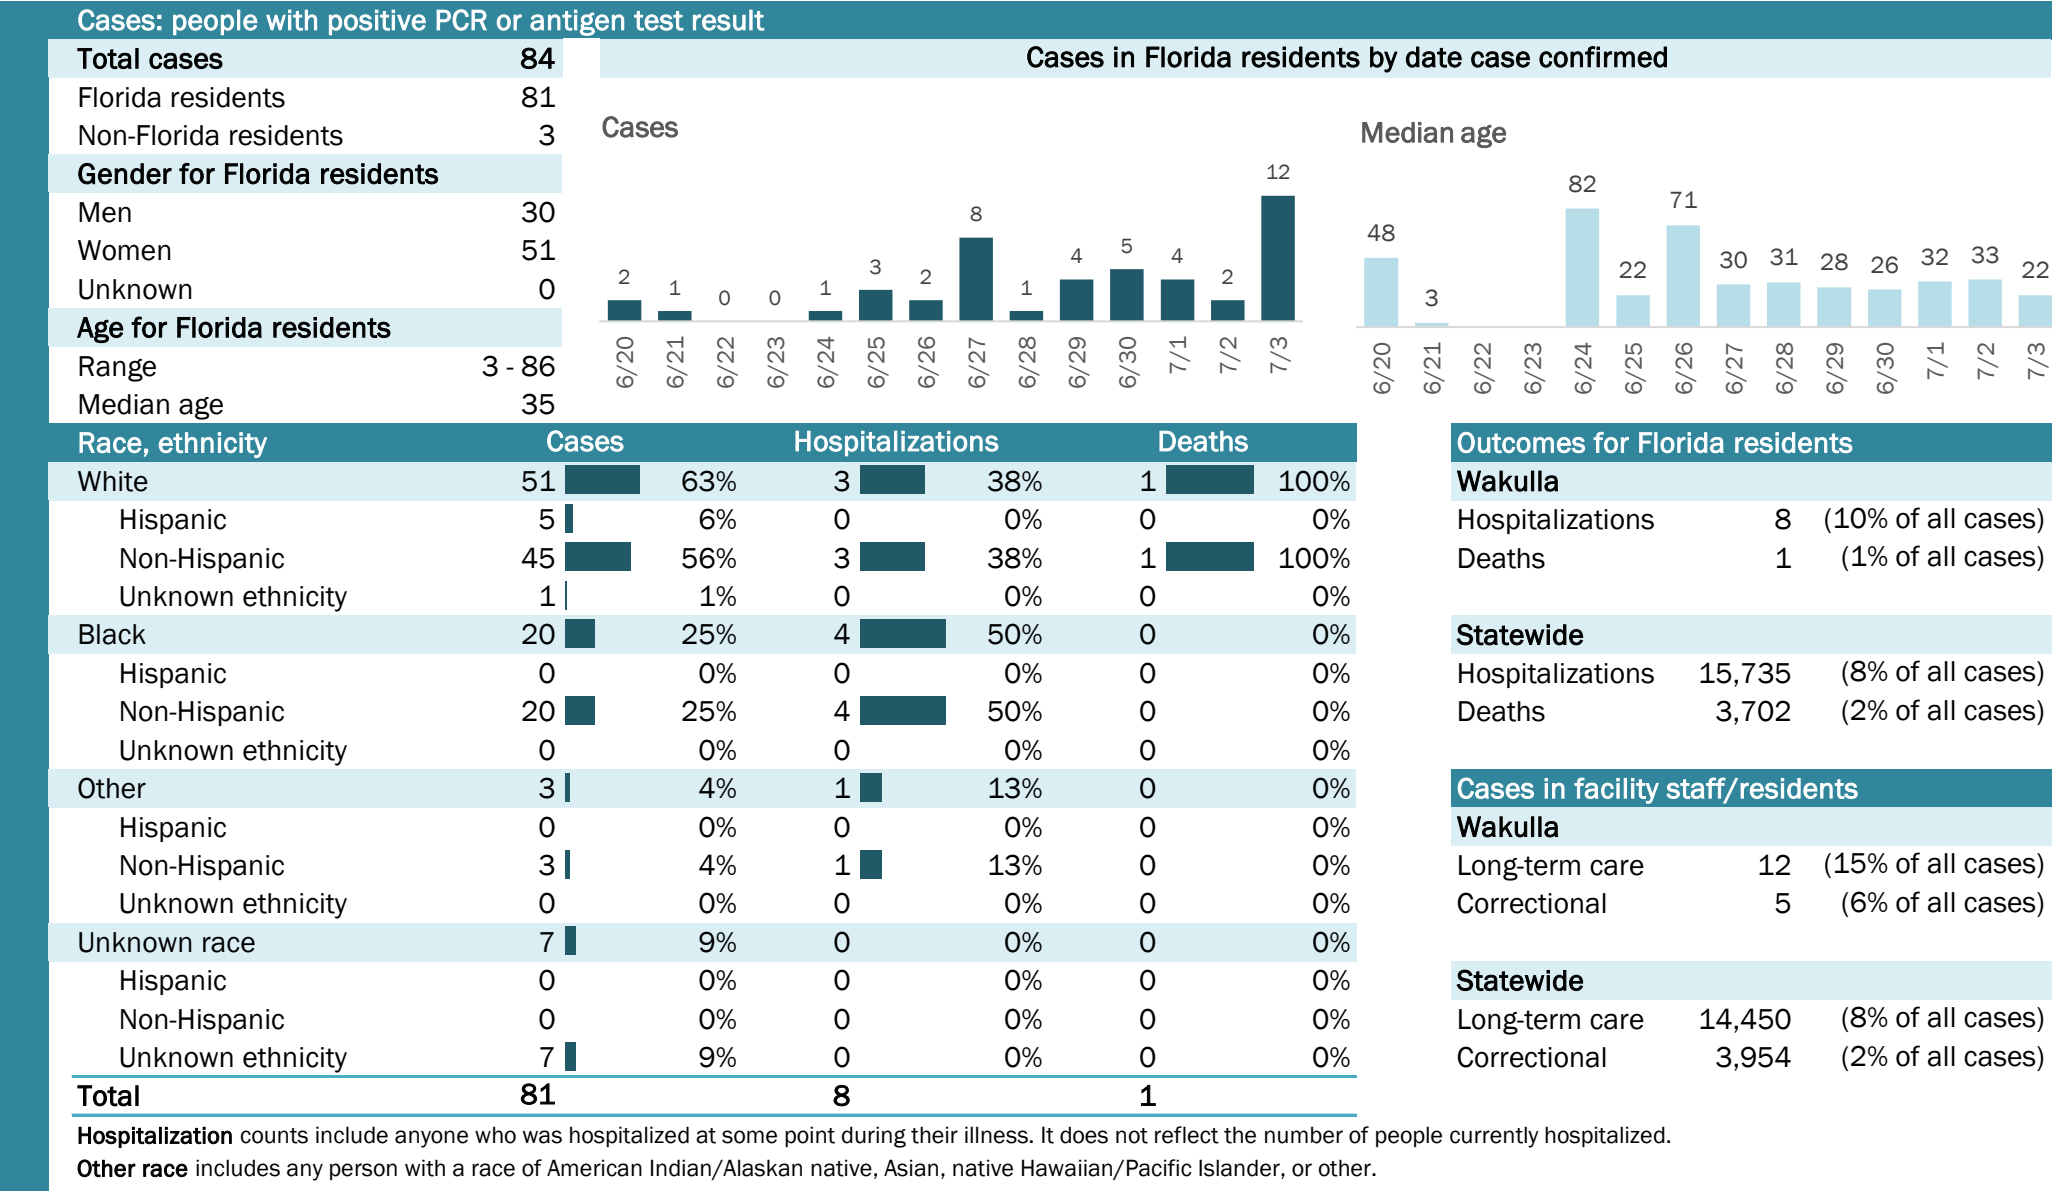 Cases: people with positive PCR or antigen test result
Total cases 84
Florida residents 81
Non-Florida residents 3
Gender for Florida residents
Men 30
Women 51
Unknown 0
Age for Florida residents
Range 3 - 86
Median age 35
Cases in Florida residents by date case confirmed
Cases
2 1 0 0 1 3 2 8 1 4 5 4 2 12
6/20 6/21 6/22 6/23 6/24 6/25 6/26 6/27 6/28 6/29 6/30 7/1 7/2 7/3
Median age
48 3 82 22 71 30 31 28 26 32 33 22
6/20 6/21 6/22 6/23 6/24 6/25 6/26 6/27 6/28 6/29 6/30 7/1 7/2 7/3
Race, ethnicity Cases Hospitalizations Deaths
White 51 63% 3 38% 1 100%
Hispanic 5 6% 0 0% 0 0%
Non-Hispanic 45 56% 3 38% 1 100%
Unknown ethnicity 1 1% 0 0% 0 0%
Black 20 25% 4 50% 0 0%
Hispanic 0 0% 0 0% 0 0%
Non-Hispanic 20 25% 4 50% 0 0%
Unknown ethnicity 0 0% 0 0% 0 0%
Other 3 4% 1 13% 0 0%
Hispanic 0 0% 0 0% 0 0%
Non-Hispanic 3 4% 1 13% 0 0%
Unknown ethnicity 0 0% 0 0% 0 0%
Unknown race 7 9% 0 0% 0 0%
Hispanic 0 0% 0 0% 0 0%
Non-Hispanic 0 0% 0 0% 0 0%
Unknown ethnicity 7 9% 0 0% 0 0%
Total 81 8 1
Outcomes for Florida residents
Wakulla
Hospitalizations 8 (10% of all cases)
Deaths 1 (1% of all cases)
Statewide
Hospitalizations 15,735 (8% of all cases)
Deaths 3,702 (2% of all cases)
Cases in facility staff/residents
Wakulla
Long-term care 12 (15% of all cases)
Correctional 5 (6% of all cases)
Statewide
Long-term care 14,450 (8% of all cases)
Correctional 3,954 (2% of all cases)
Hospitalization counts include anyone who was hospitalized at some point during their illness. It does not reflect the number of people currently hospitalized.
Other race includes any person with a race of American Indian/Alaskan native, Asian, native Hawaiian/Pacific Islander, or other.